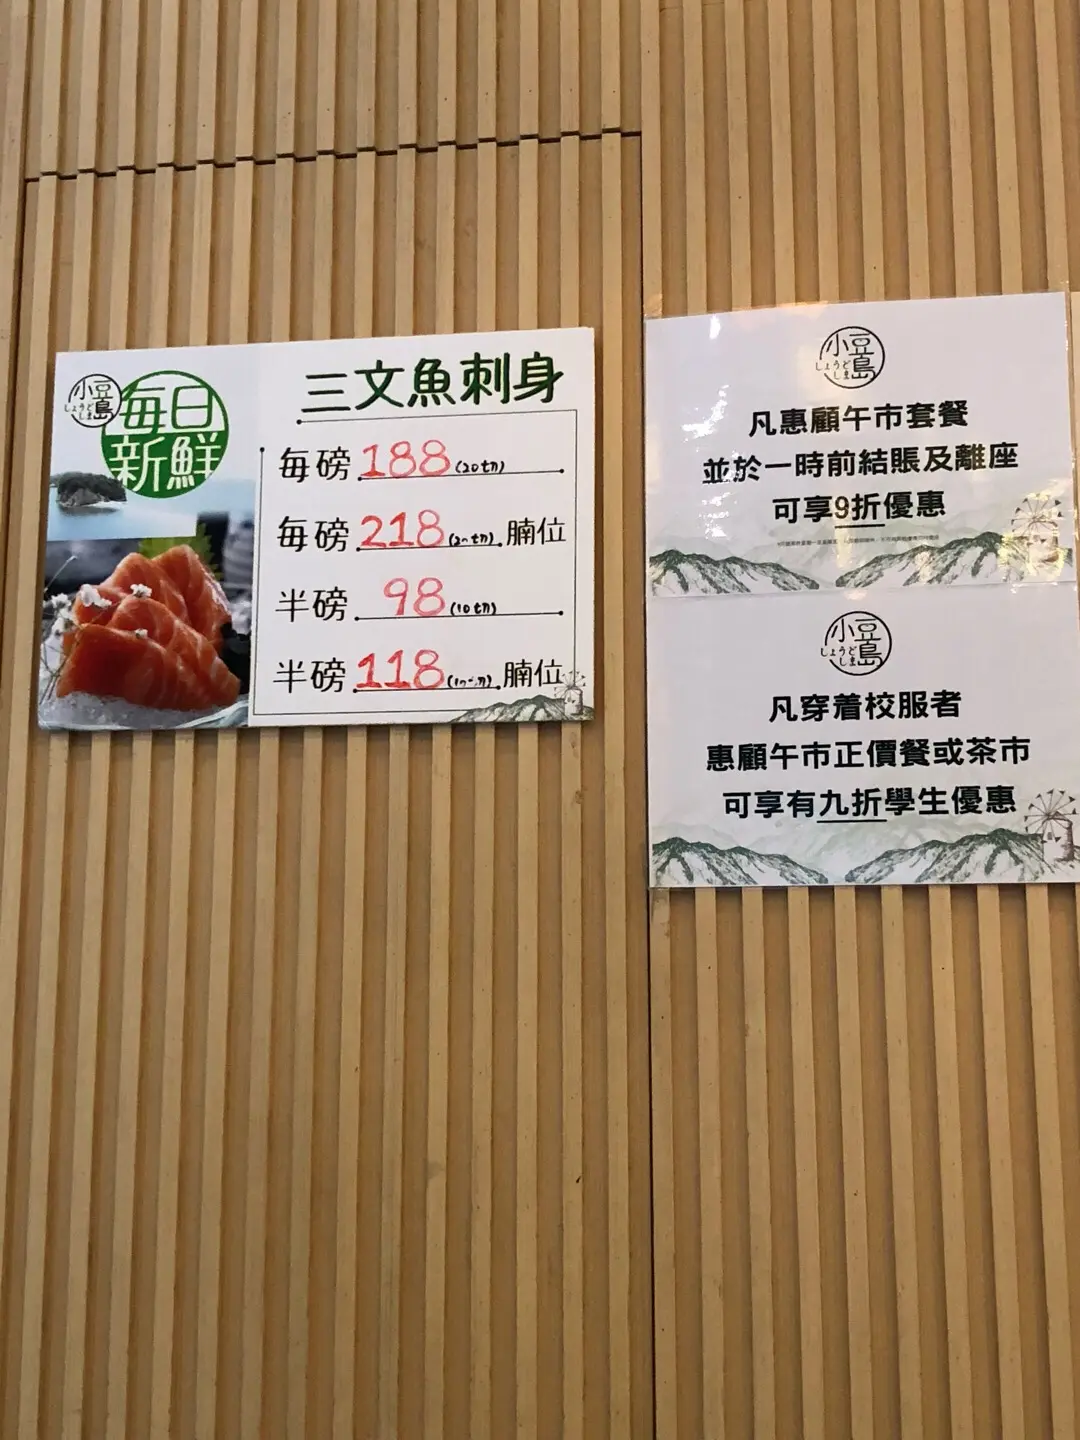 小豆島
しょうど
しま
每日
新鮮
三文魚刺身
每磅 188 (20切)
每磅 218 (20切) 腩位
半磅 98 (10切)
半磅 118 腩位
小豆島
しょうど
しま
凡惠顧午市套餐
並於一時前結賬及離座
可享9折優惠
小豆島
しょうど
しま
凡穿着校服者
惠顧午市正價餐或茶市
可享有九折學生優惠